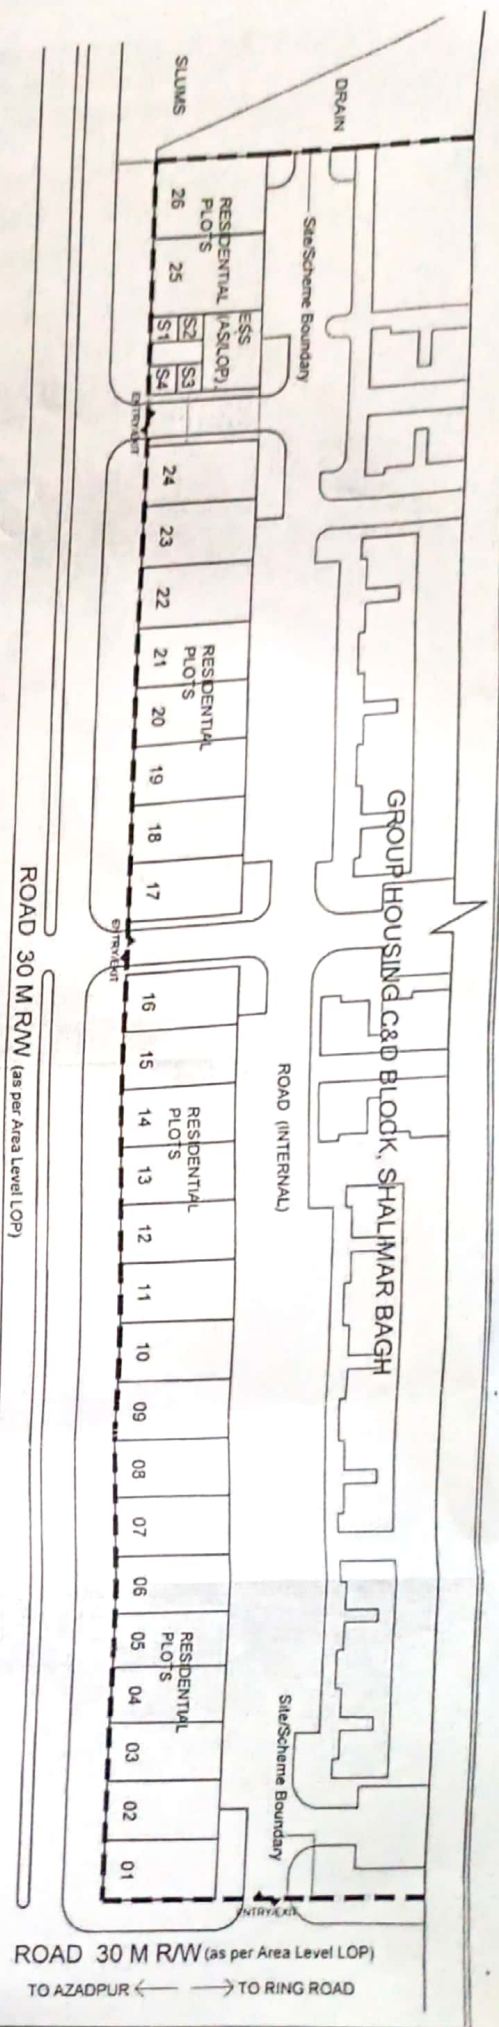 SLUMS
DRAIN
Site/Scheme Boundary
RESIDENTIAL
PLOTS
(AS/LOP)
ESS
26
25
S2
S1
S3
S4
ENTRY/EXIT
24
23
22
21
20
19
18
17
RESIDENTIAL
PLOTS
ENTRY/EXIT
GROUP HOUSING C&D BLOCK, SHALIMAR BAGH
ROAD 30 M R/W (as per Area Level LOP)
ROAD (INTERNAL)
16
15
14
13
12
11
10
09
08
07
06
05
04
03
02
01
RESIDENTIAL
PLOTS
RESIDENTIAL
PLOTS
Site/Scheme Boundary
ENTRY/EXIT
ROAD 30 M R/W (as per Area Level LOP)
TO AZADPUR ← → TO RING ROAD